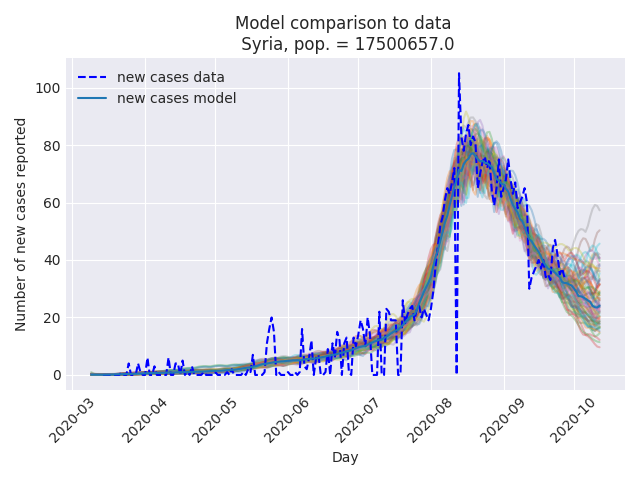 Model comparison to data
Syria, pop. = 17500657.0
new cases data
new cases model
Number of new cases reported
100
80
60
40
20
0
2020-03
2020-04
2020-05
2020-06
2020-07
2020-08
2020-09
2020-10
Day